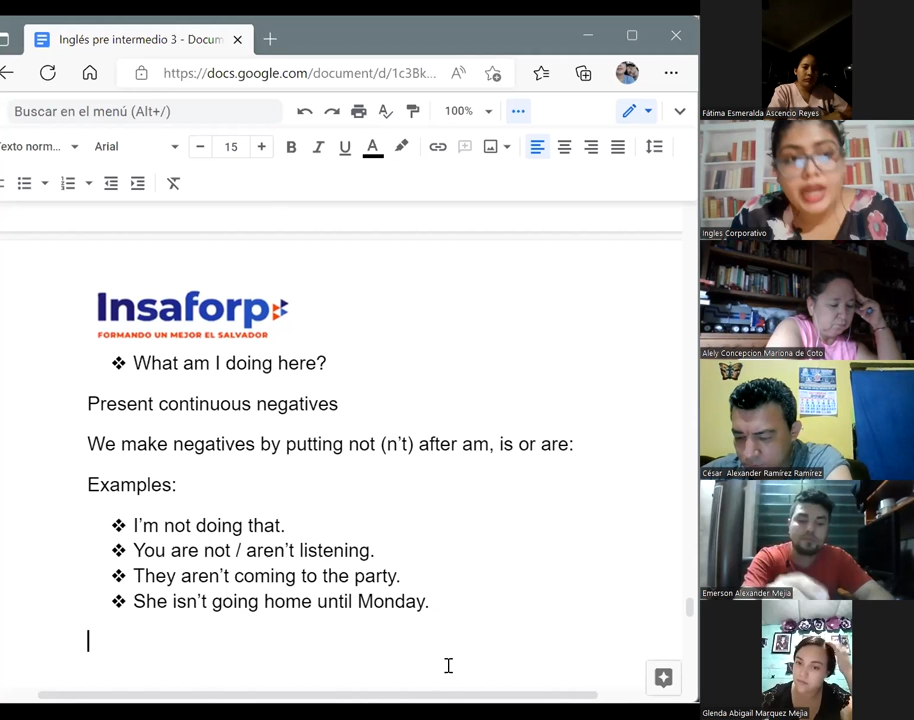 Inglés pre intermedio 3 - Docum
https://docs.google.com/document/d/1c3Bk...
Buscar en el menú (Alt+/)
100%
exto norm...
Arial
15
B
I
U
A
Insaforp
FORMANDO UN MEJOR EL SALVADOR
❖ What am I doing here?
Present continuous negatives
We make negatives by putting not (n't) after am, is or are:
Examples:
❖ I'm not doing that.
❖ You are not / aren't listening.
❖ They aren't coming to the party.
❖ She isn't going home until Monday.
Fátima Esmeralda Ascencio Reyes
Ingles Corporativo
Alely Concepcion Mariona de Coto
César Alexander Ramírez Ramírez
Emerson Alexander Mejia
Glenda Abigail Marquez Mejia